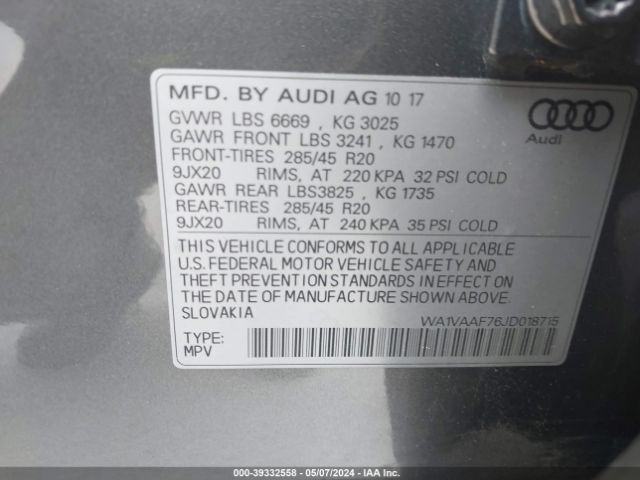 MFD. BY AUDI AG 10 17
GVWR LBS 6669 , KG 3025
GAWR FRONT LBS 3241 , KG 1470
FRONT-TIRES 285/45 R20
9JX20 RIMS, AT 220 KPA 32 PSI COLD
GAWR REAR LBS3825 , KG 1735
REAR-TIRES 285/45 R20
9JX20 RIMS, AT 240 KPA 35 PSI COLD
Audi
THIS VEHICLE CONFORMS TO ALL APPLICABLE
U.S. FEDERAL MOTOR VEHICLE SAFETY AND
THEFT PREVENTION STANDARDS IN EFFECT ON
THE DATE OF MANUFACTURE SHOWN ABOVE.
SLOVAKIA
WA1VAAF76JD018715
TYPE:
MPV
000-39332558 - 05/07/2024 - IAA Inc.